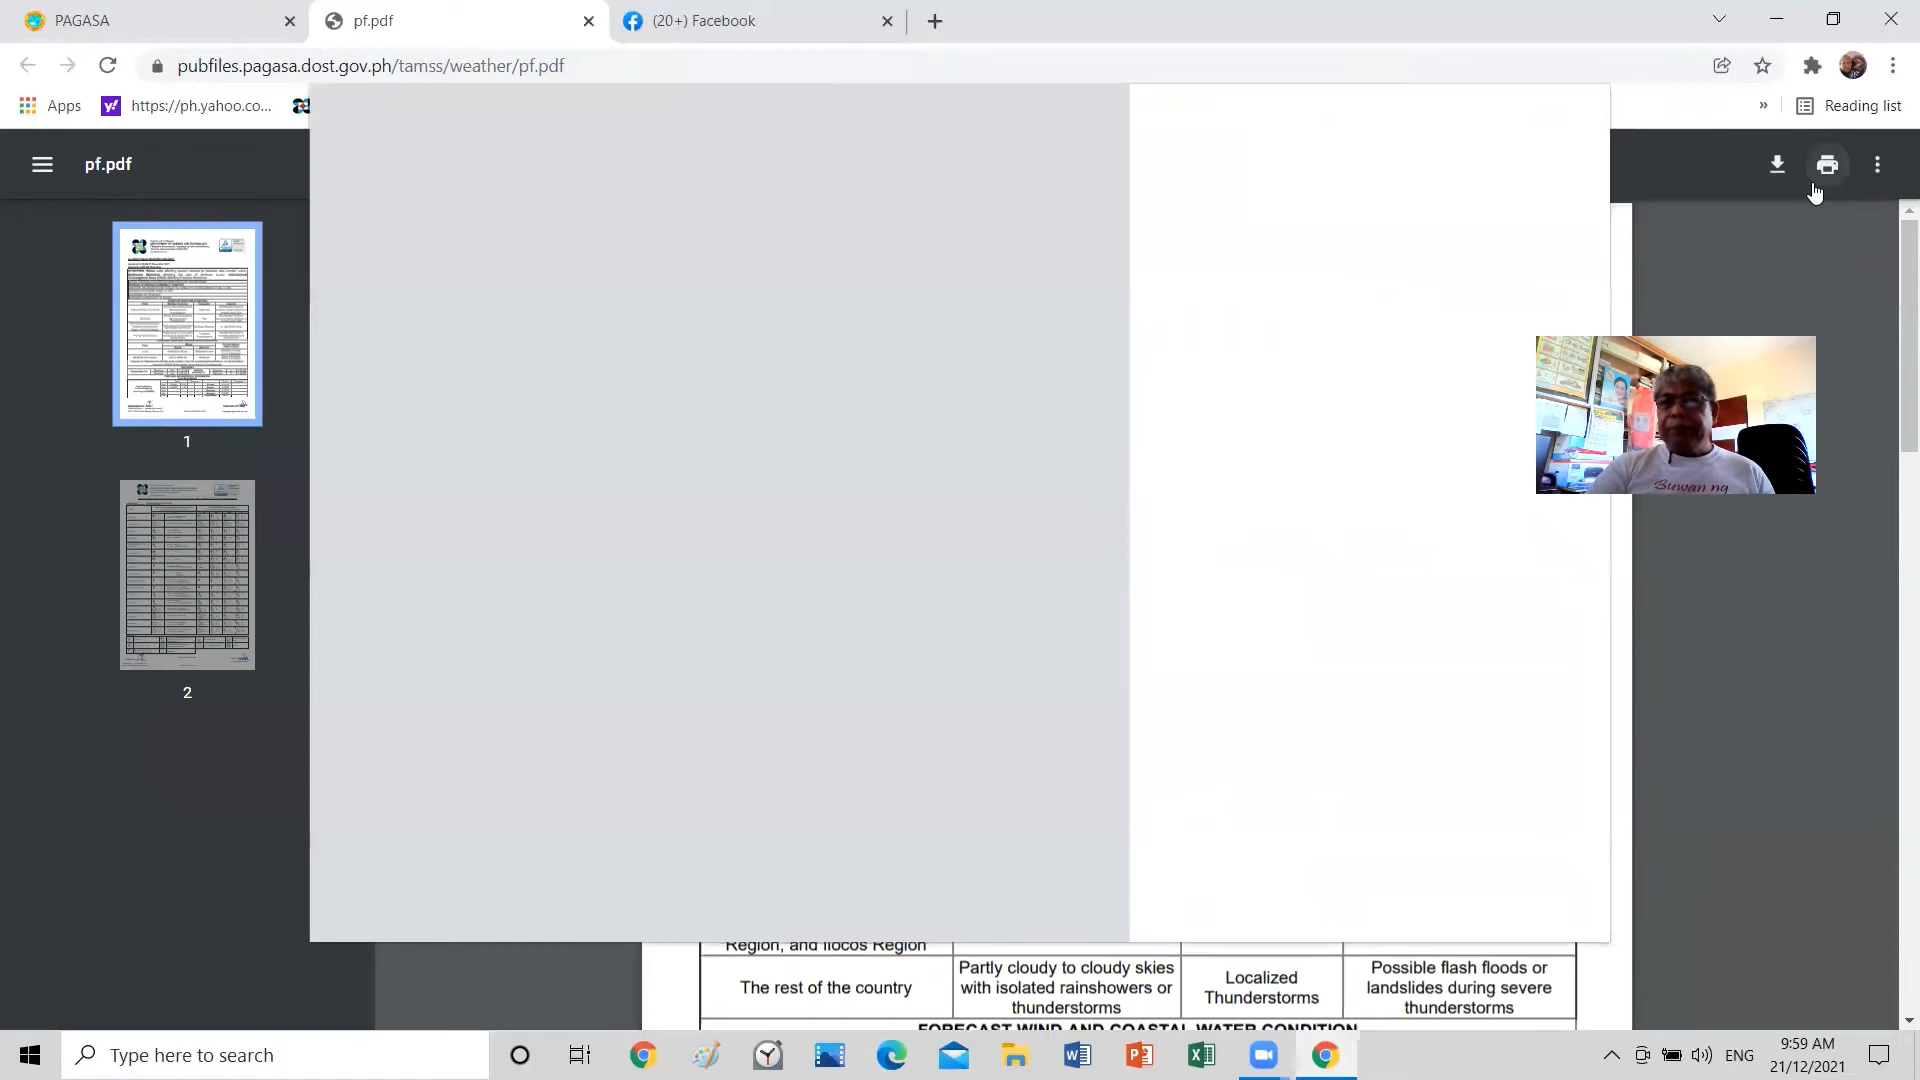 PAGASA
pf.pdf
(20+) Facebook
pubfiles.pagasa.dost.gov.ph/tamss/weather/pf.pdf
Apps
https://ph.yahoo.co...
»
Reading list
pf.pdf
1
2
Buwan ng
Region, and Ilocos Region
The rest of the country
Partly cloudy to cloudy skies
with isolated rainshowers or
thunderstorms
Localized
Thunderstorms
Possible flash floods or
landslides during severe
thunderstorms
FORECAST WIND AND COASTAL WATER CONDITION
Type here to search
ENG
9:59 AM
21/12/2021